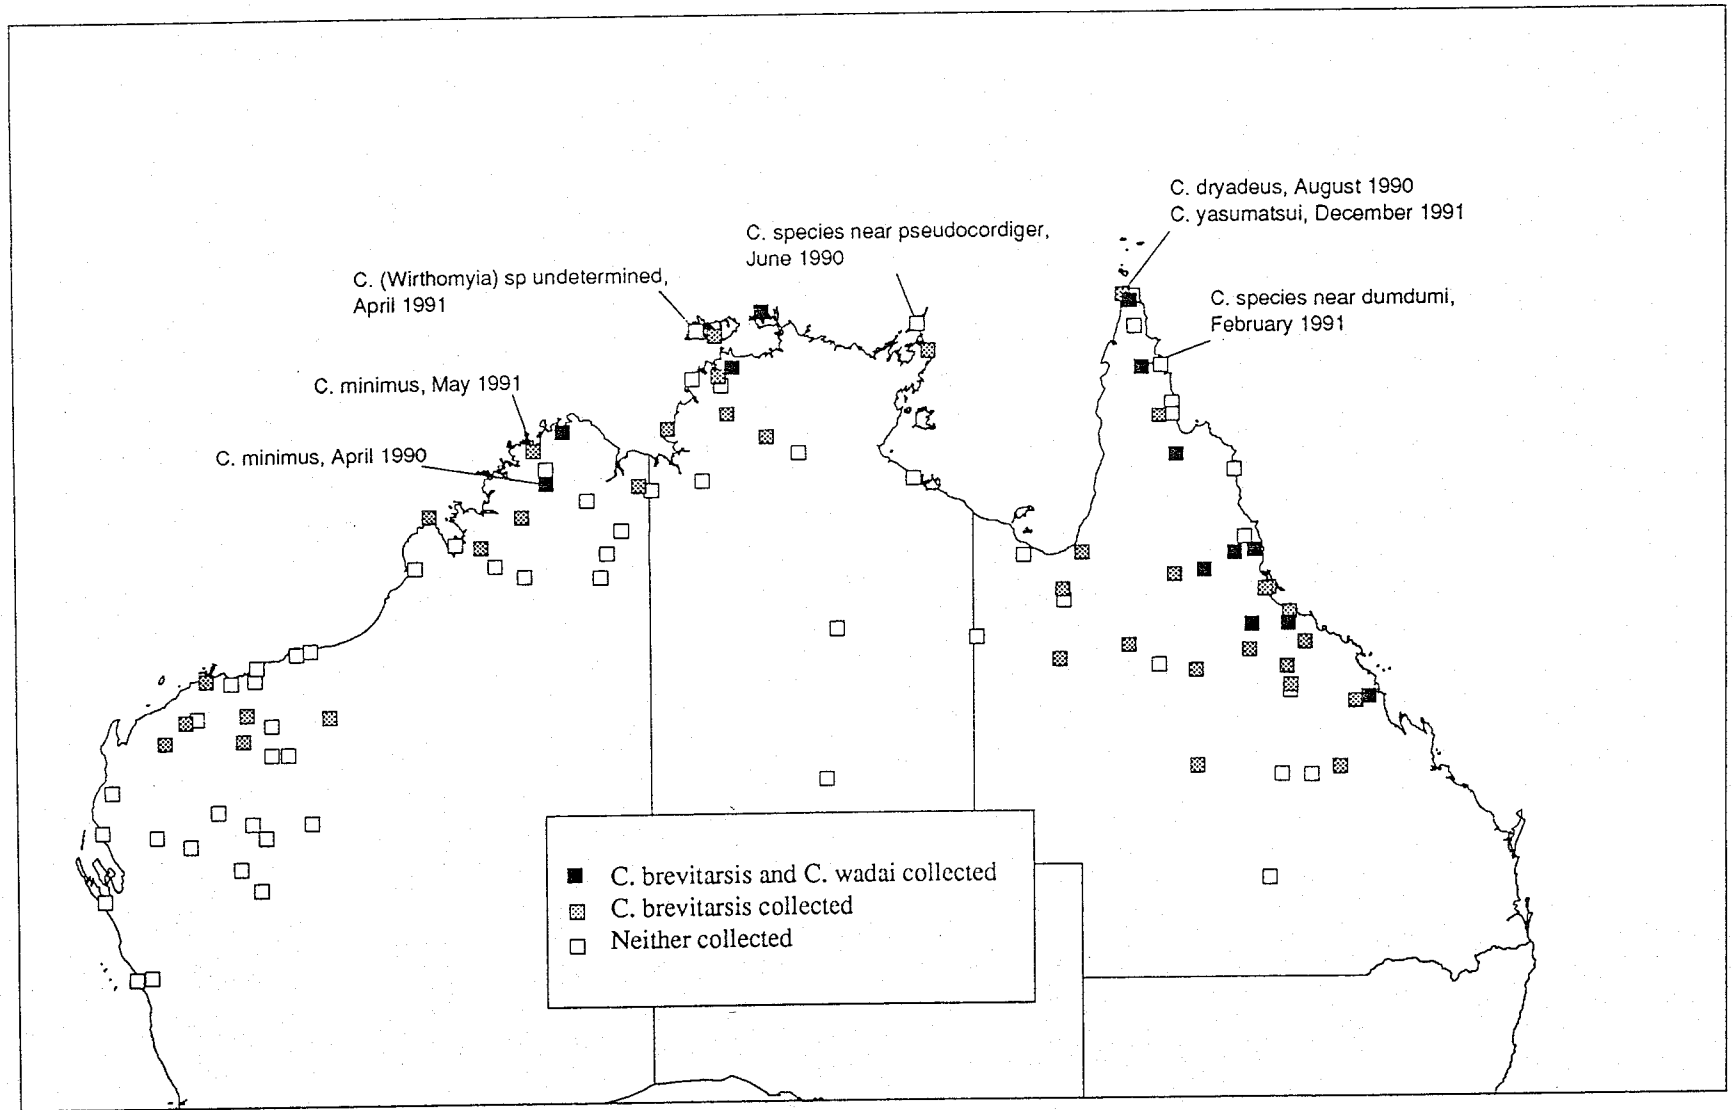 C. dryadeus, August 1990
C. yasumatsui, December 1991
C. species near pseudocordiger,
June 1990
C. (Wirthomyia) sp undetermined,
April 1991
C. species near dumdumi,
February 1991
C. minimus, May 1991
C. minimus, April 1990
C. brevitarsis and C. wadai collected
C. brevitarsis collected
Neither collected